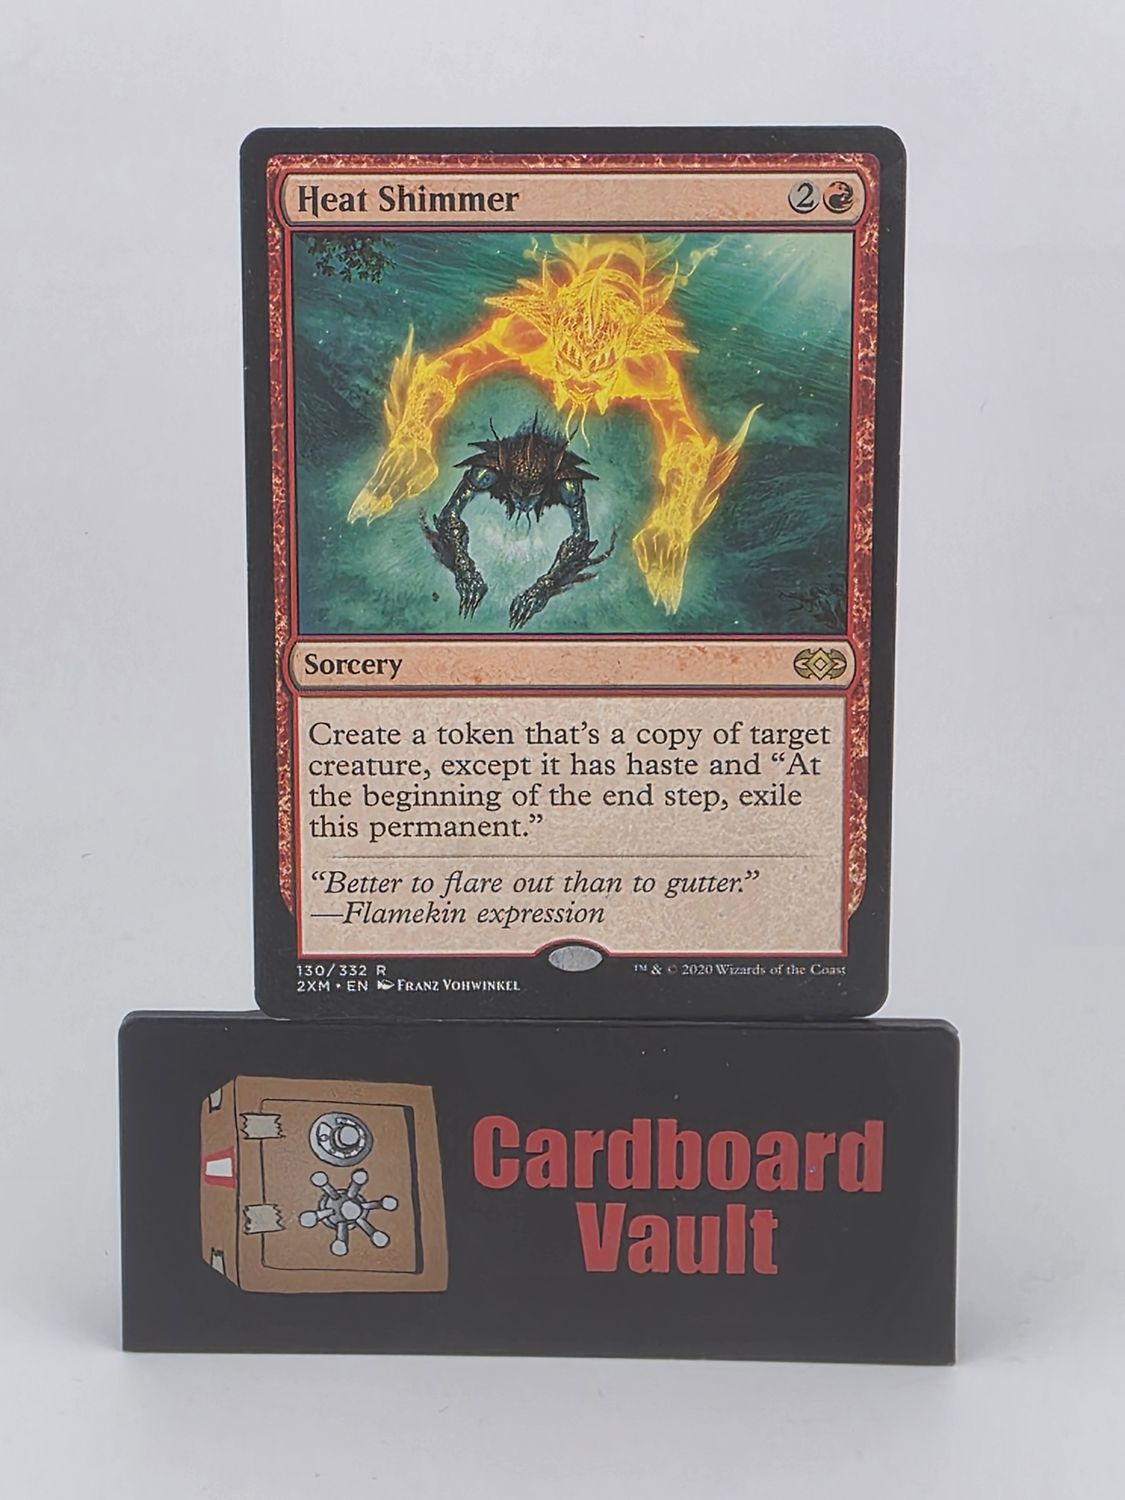 Heat Shimmer
2
Sorcery
Create a token that's a copy of target
creature, except it has haste and “At
the beginning of the end step, exile
this permanent.”
“Better to flare out than to gutter.”
—Flamekin expression
130/332 R
2XM • EN Franz Vohwinkel
™ & © 2020 Wizards of the Coast
Cardboard
Vault